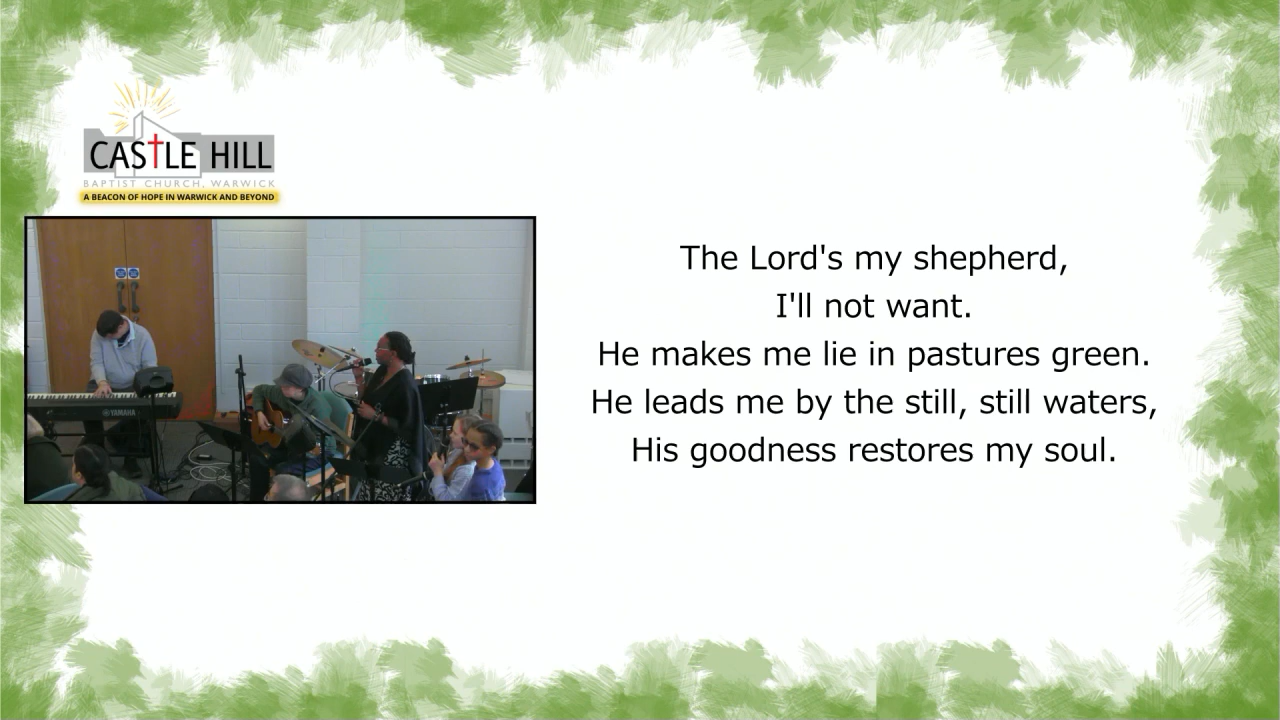 CASTLE HILL
BAPTIST CHURCH, WARWICK
A BEACON OF HOPE IN WARWICK AND BEYOND
YAMAHA
The Lord's my shepherd,
I'll not want.
He makes me lie in pastures green.
He leads me by the still, still waters,
His goodness restores my soul.